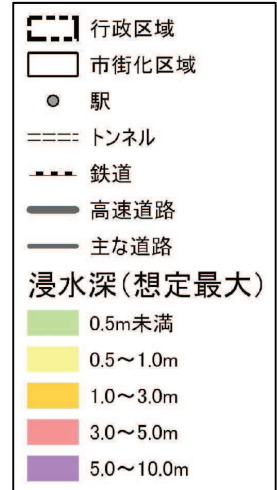 行政区域
市街化区域
駅
トンネル
鉄道
高速道路
主な道路
浸水深(想定最大)
0.5m未満
0.5～1.0m
1.0～3.0m
3.0～5.0m
5.0～10.0m